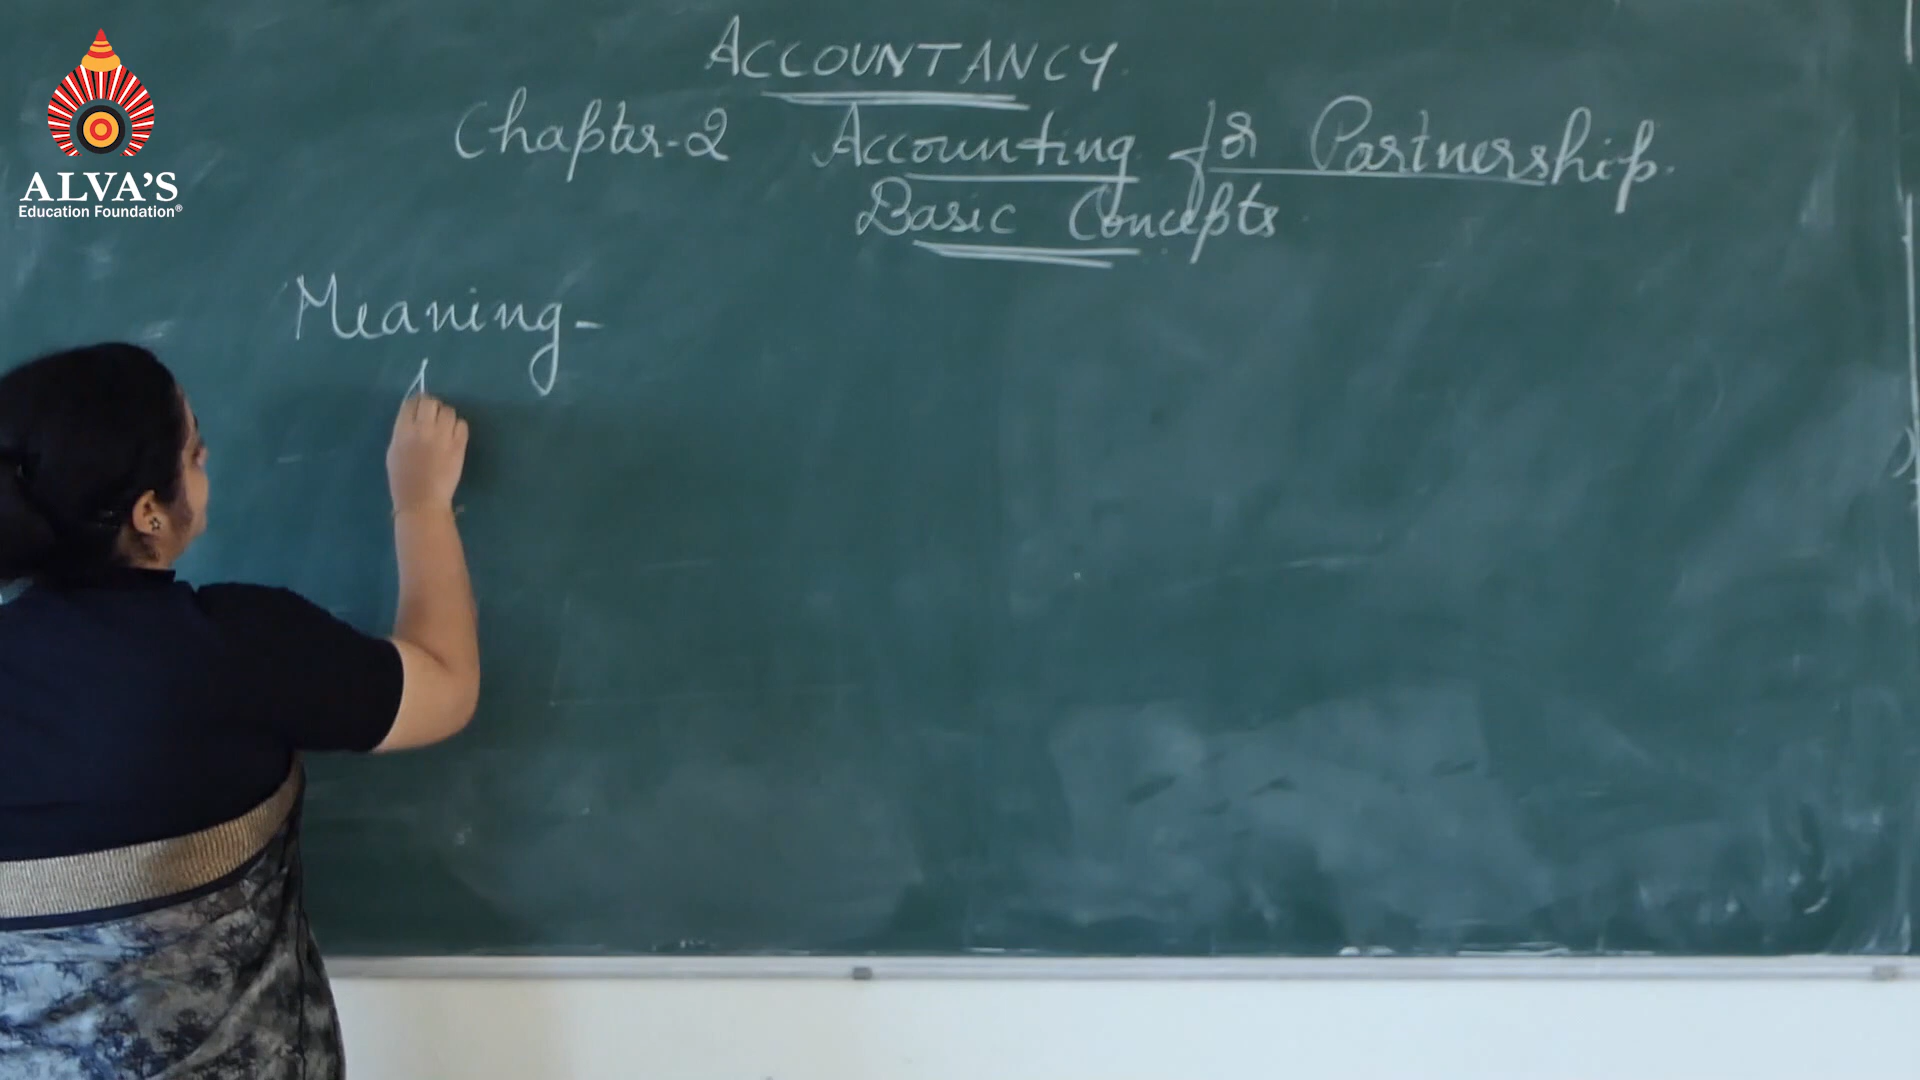 ALVA'S
Education Foundation®
ACCOUNTANCY
Chapter-2 Accounting for Partnership.
Basic Concepts
Meaning-